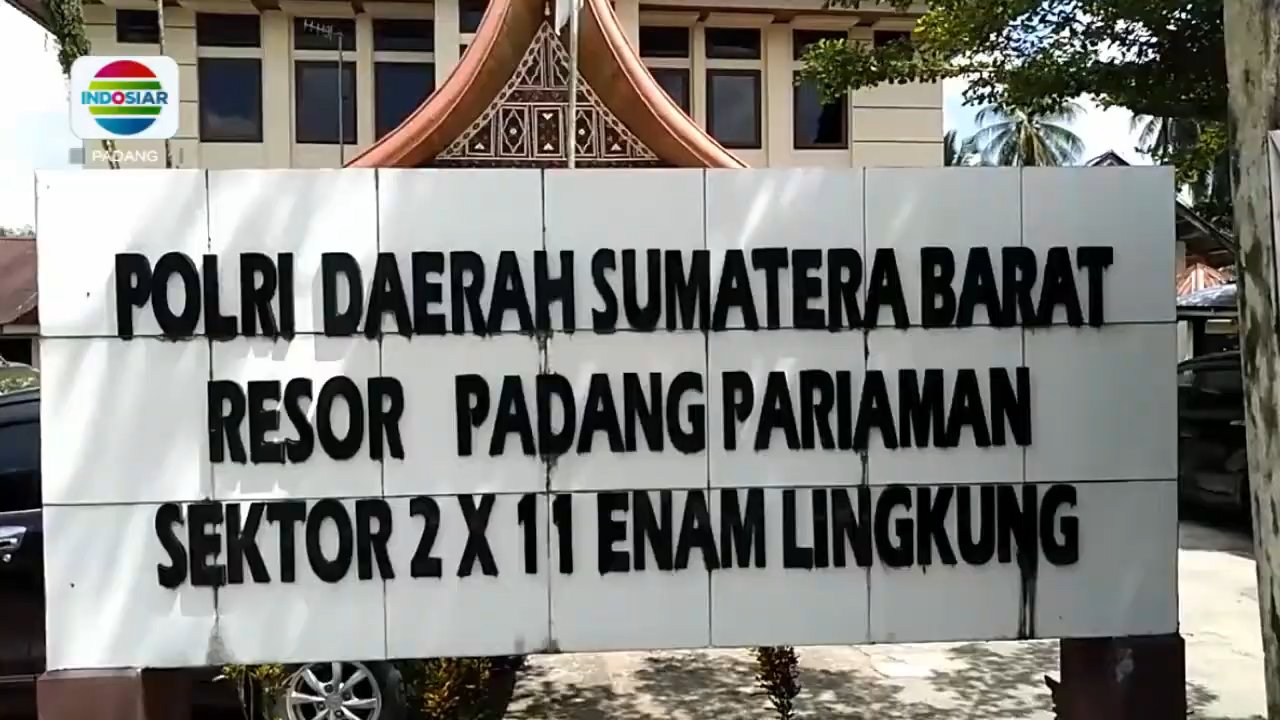 INDOSIAR
PADANG
POLRI DAERAH SUMATERA BARAT
RESOR PADANG PARIAMAN
SEKTOR 2 X 11 ENAM LINGKUNG